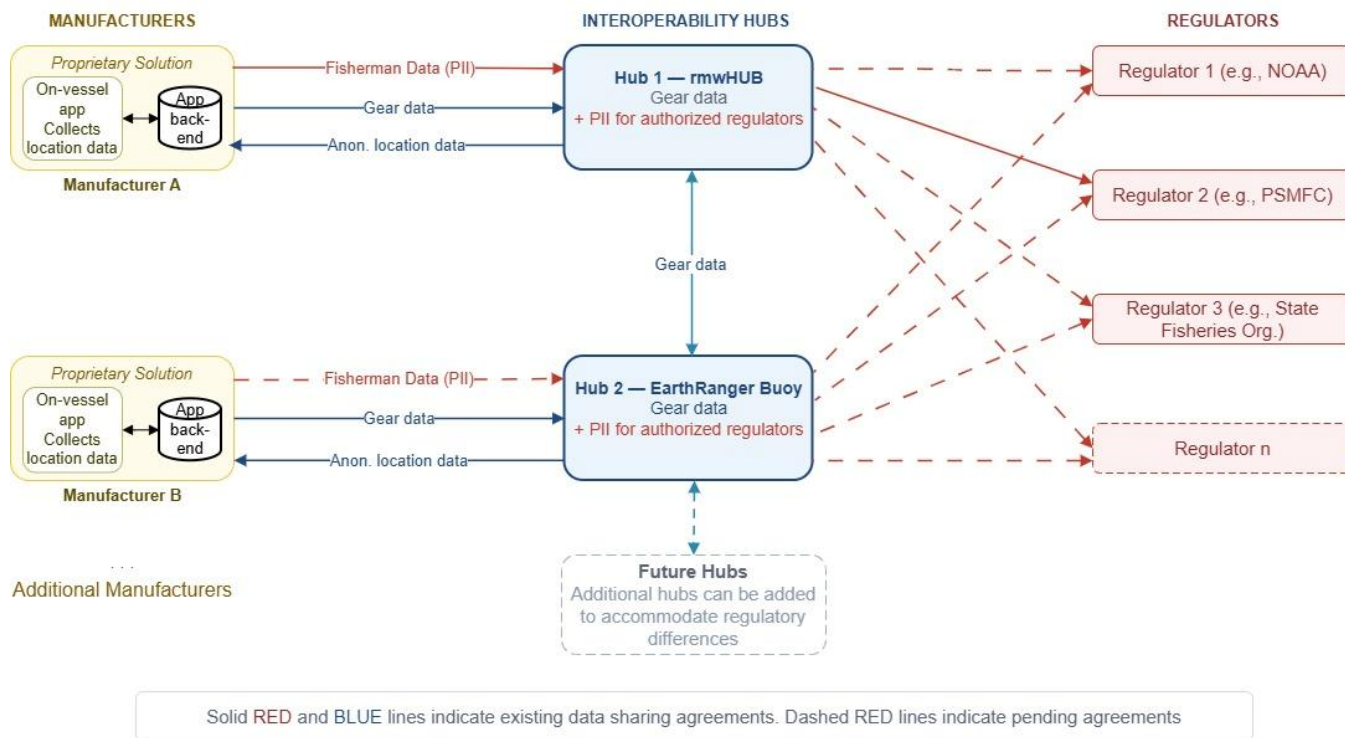 MANUFACTURERS
INTEROPERABILITY HUBS
REGULATORS
Proprietary Solution
On-vessel
app
Collects
location data
App
back-
end
Manufacturer A
Fisherman Data (PII)
Gear data
Anon. location data
Hub 1 — rmwHUB
Gear data
+ PII for authorized regulators
Regulator 1 (e.g., NOAA)
Regulator 2 (e.g., PSMFC)
Gear data
Regulator 3 (e.g., State
Fisheries Org.)
Proprietary Solution
On-vessel
app
Collects
location data
App
back-
end
Manufacturer B
Fisherman Data (PII)
Gear data
Anon. location data
Hub 2 — EarthRanger Buoy
Gear data
+ PII for authorized regulators
Regulator n
. . .
Additional Manufacturers
Future Hubs
Additional hubs can be added
to accommodate regulatory
differences
Solid RED and BLUE lines indicate existing data sharing agreements. Dashed RED lines indicate pending agreements